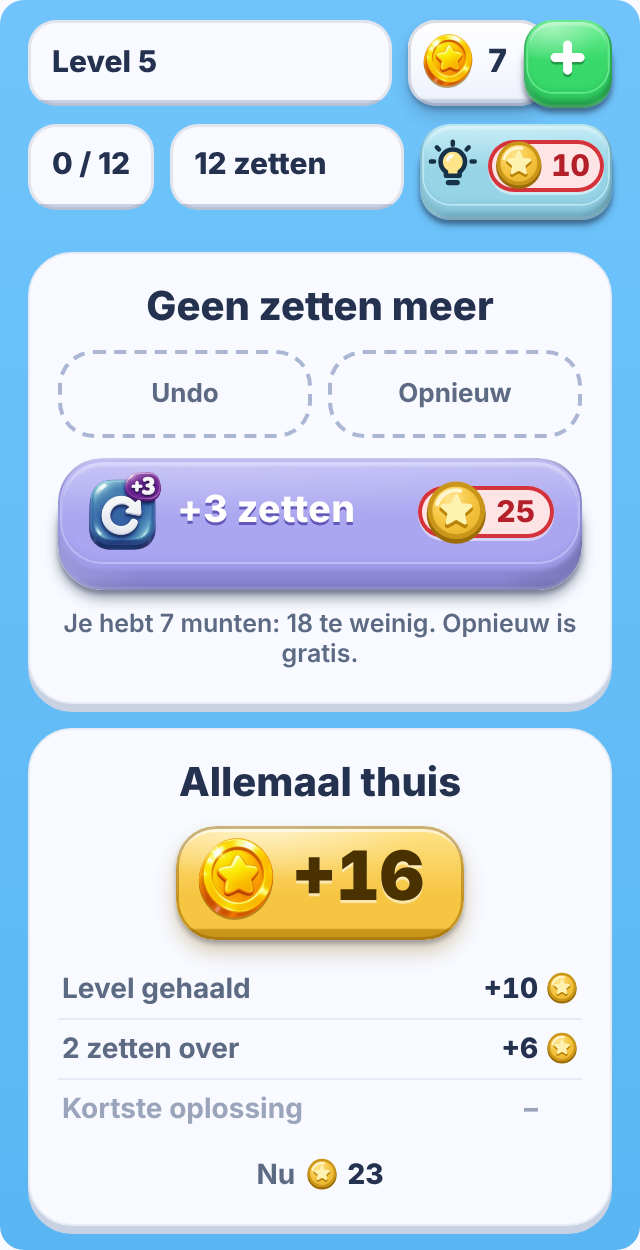 Level 5
7
0 / 12
12 zetten
10
Geen zetten meer
Undo
Opnieuw
+3
+3 zetten
25
Je hebt 7 munten: 18 te weinig. Opnieuw is
gratis.
Allemaal thuis
+16
Level gehaald
+10
2 zetten over
+6
Kortste oplossing
–
Nu 23